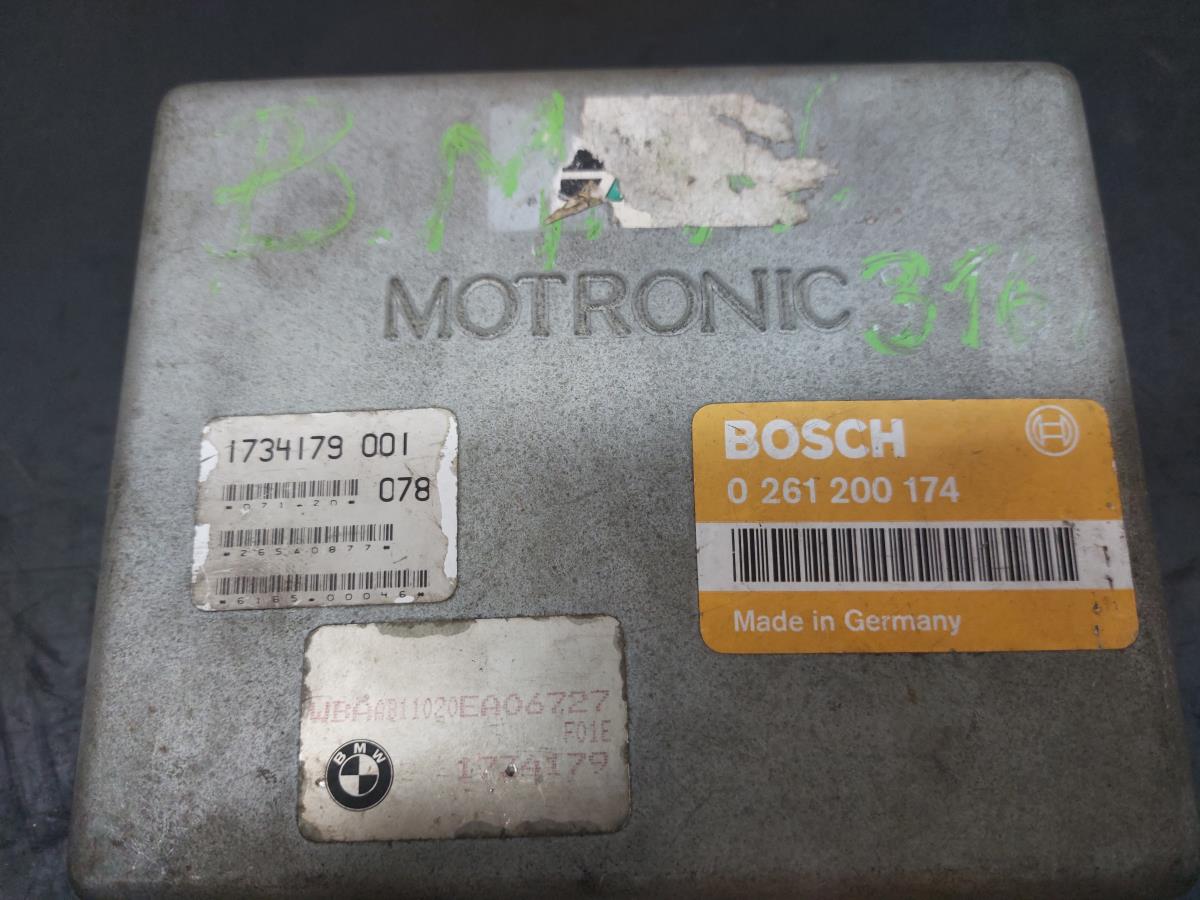 B.M.
MOTRONIC
316
1734179 001
078
*071.20*
*26540877*
*6165.00046*
BOSCH
0 261 200 174
Made in Germany
WBAAB11020EA06727
F01E
BMW
1734179